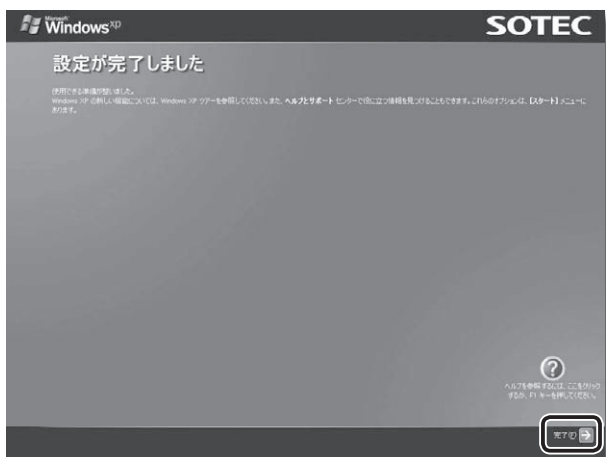 Microsoft
Windows xp
SOTEC
設定が完了しました
使用できる準備が整いました。
Windows XP の新しい機能については、Windows XP ツアーを参照してください。また、ヘルプとサポート センターで役に立つ情報を見つけることもできます。これらのオプションは、[スタート] メニューに
あります。
ヘルプを参照するには、ここをクリック
するか、F1 キーを押してください。
完了(F)